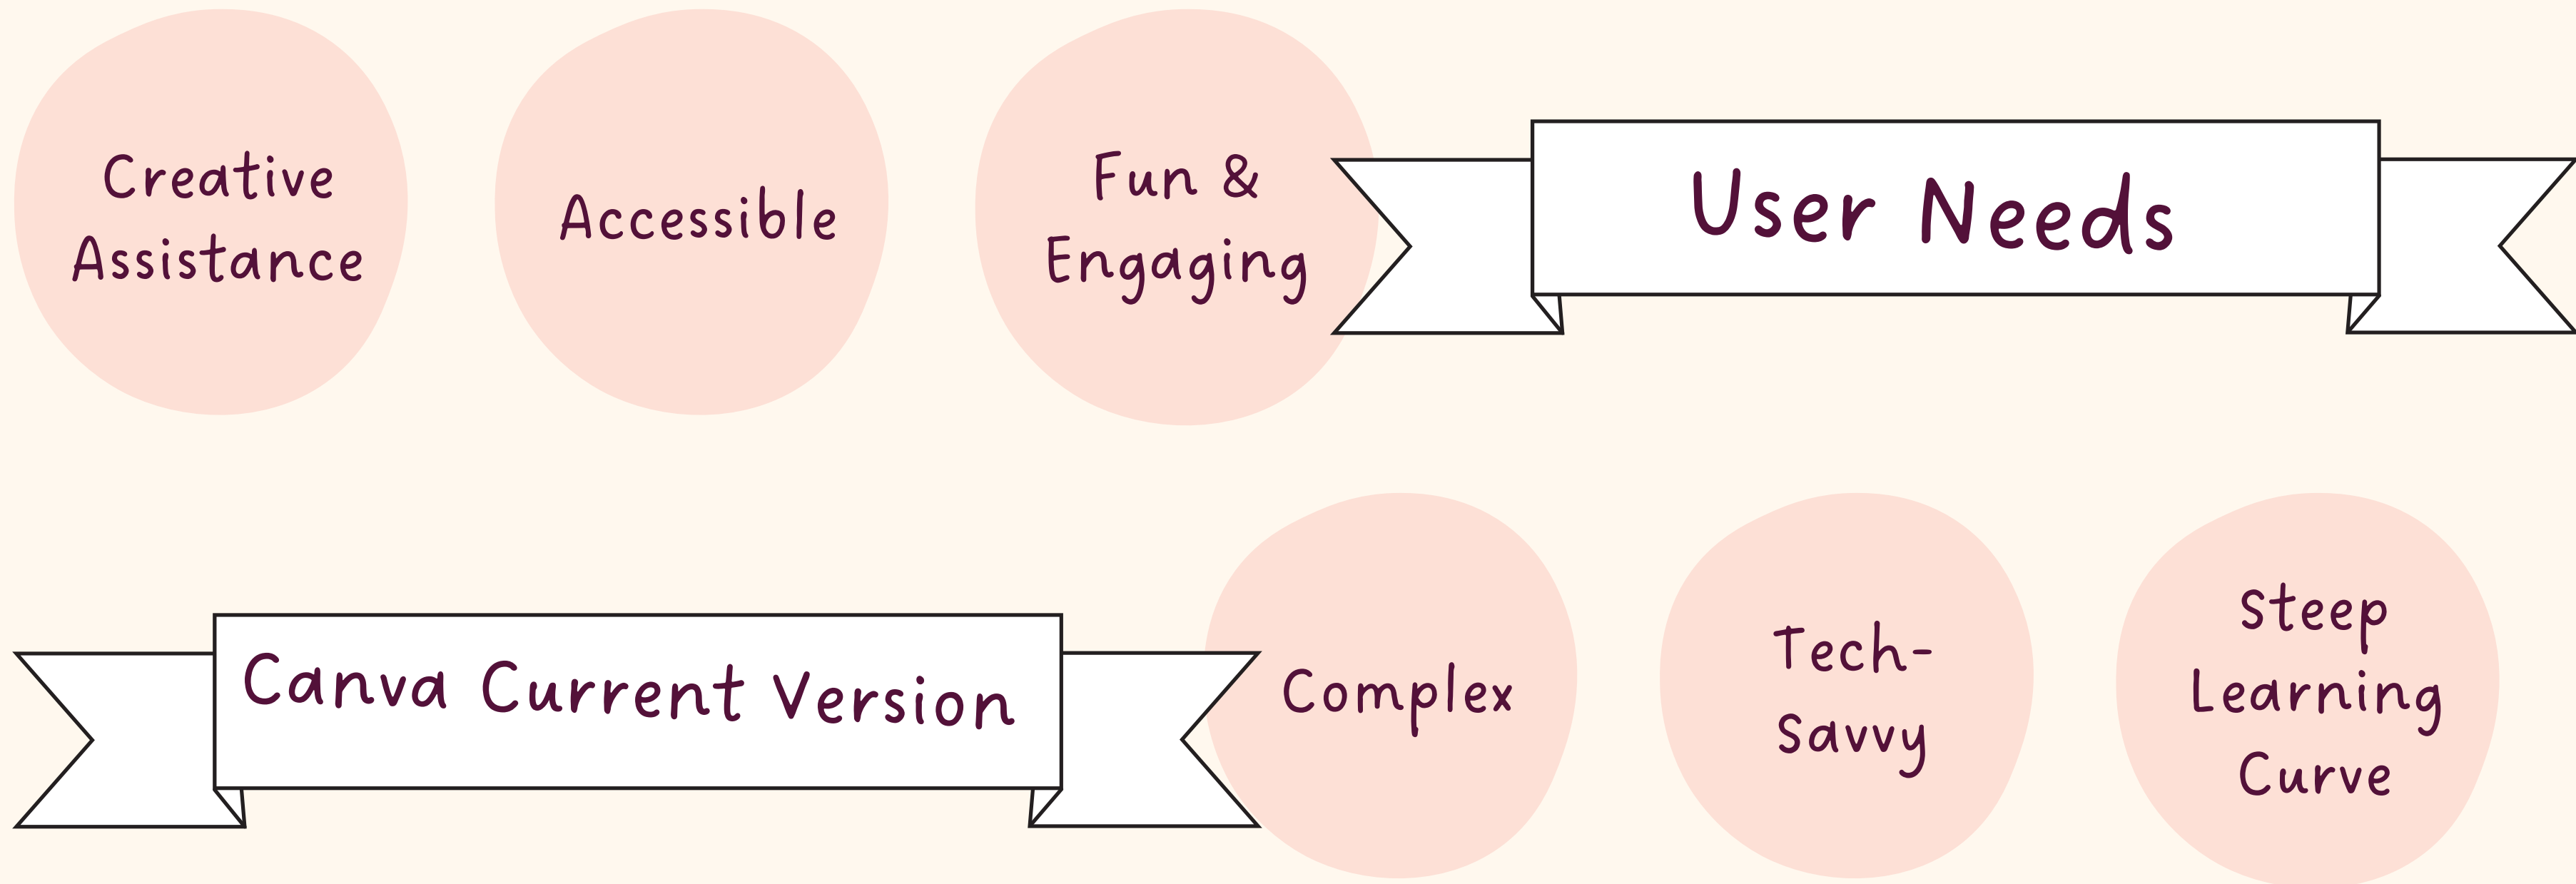 Creative
Assistance
Accessible
Fun &
Engaging
User Needs
Canva Current Version
Complex
Tech-
Savvy
Steep
Learning
Curve